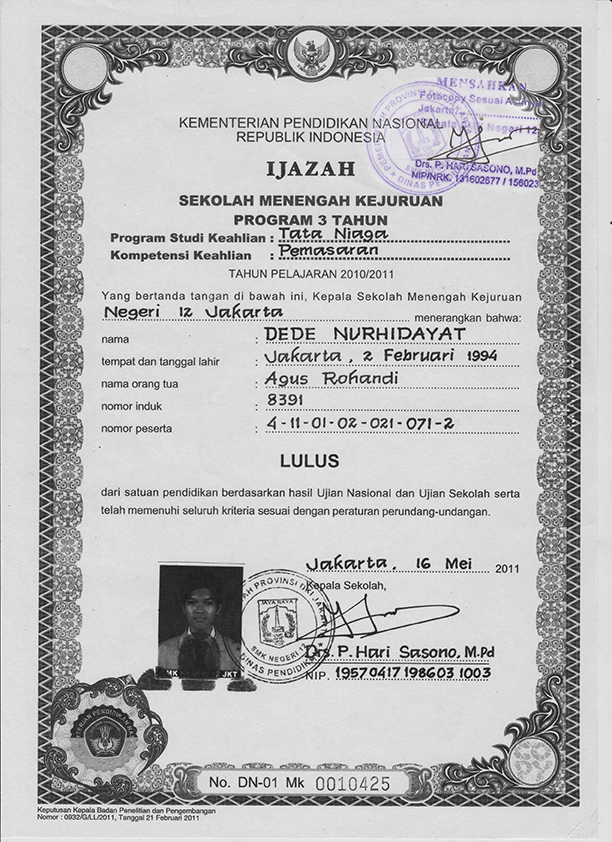 MENSAHKAN
Fotocopy Sesuai
Jakarta
Kepala Negeri 12
Drs. P. HARI SASONO, M.Pd
NIP/NRK. 131602677 / 156023
KEMENTERIAN PENDIDIKAN NASIONAL
REPUBLIK INDONESIA
IJAZAH
SEKOLAH MENENGAH KEJURUAN
PROGRAM 3 TAHUN
Program Studi Keahlian : Tata Niaga
Kompetensi Keahlian : Pemasaran
TAHUN PELAJARAN 2010/2011
Yang bertanda tangan di bawah ini, Kepala Sekolah Menengah Kejuruan
Negeri 12 Jakarta menerangkan bahwa:
nama : DEDE NURHIDAYAT
tempat dan tanggal lahir : Jakarta, 2 Februari 1994
nama orang tua : Agus Rohandi
nomor induk : 8391
nomor peserta : 4-11-01-02-021-071-2
LULUS
dari satuan pendidikan berdasarkan hasil Ujian Nasional dan Ujian Sekolah serta
telah memenuhi seluruh kriteria sesuai dengan peraturan perundang-undangan.
Jakarta, 16 Mei 2011
Kepala Sekolah,
JAYA RAYA
SMK NEGERI 12
DINAS PENDIDIKAN
Drs. P. Hari Sasono, M.Pd
NIP. 19570417 198603 1003
No. DN-01 Mk 0010425
Keputusan Kepala Badan Penelitian dan Pengembangan
Nomor : 0932/G/LL/2011, Tanggal 21 Februari 2011